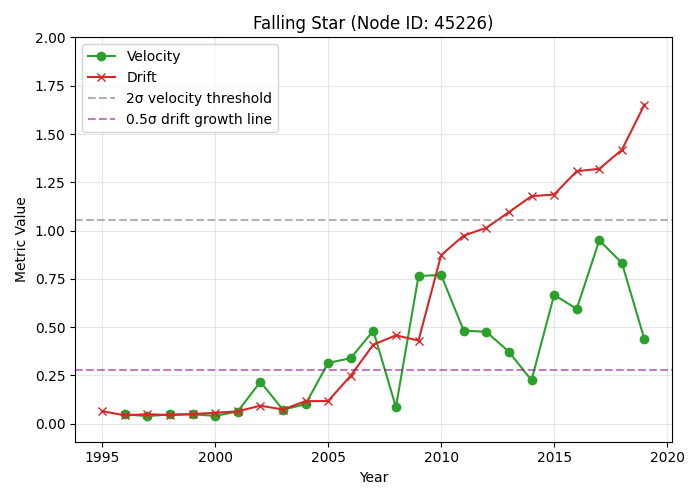 Falling Star (Node ID: 45226)
Velocity
Drift
2σ velocity threshold
0.5σ drift growth line
Metric Value
2.00
1.75
1.50
1.25
1.00
0.75
0.50
0.25
0.00
1995
2000
2005
2010
2015
2020
Year